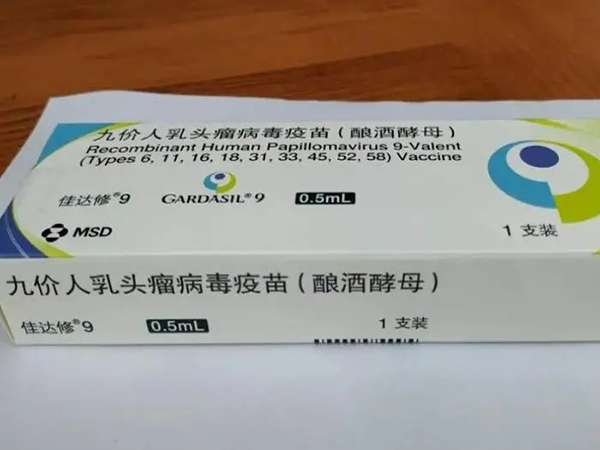 九价人乳头瘤病毒疫苗（酿酒酵母）
Recombinant Human Papillomavirus 9-Valent
(Types 6, 11, 16, 18, 31, 33, 45, 52, 58) Vaccine
佳达修®9 GARDASIL®9 0.5mL
MSD 1 支装
九价人乳头瘤病毒疫苗（酿酒酵母）
佳达修®9 0.5mL 1 支装